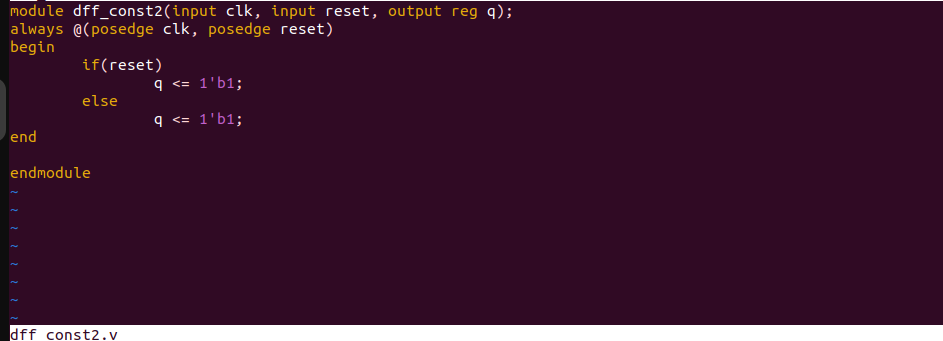 module dff_const2(input clk, input reset, output reg q);
always @(posedge clk, posedge reset)
begin
        if(reset)
                q <= 1'b1;
        else
                q <= 1'b1;
end

endmodule
~
~
~
~
~
~
~
~
dff_const2.v